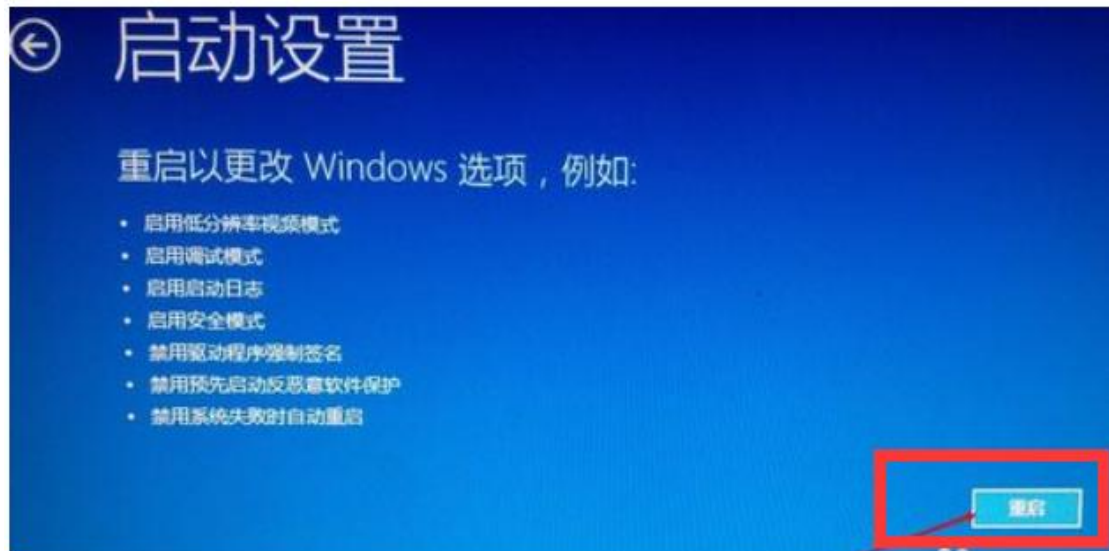 启动设置
重启以更改 Windows 选项，例如:
• 启用低分辨率视频模式
• 启用调试模式
• 启用启动日志
• 启用安全模式
• 禁用驱动程序强制签名
• 禁用预先启动反恶意软件保护
• 禁用系统失败时自动重启
重启